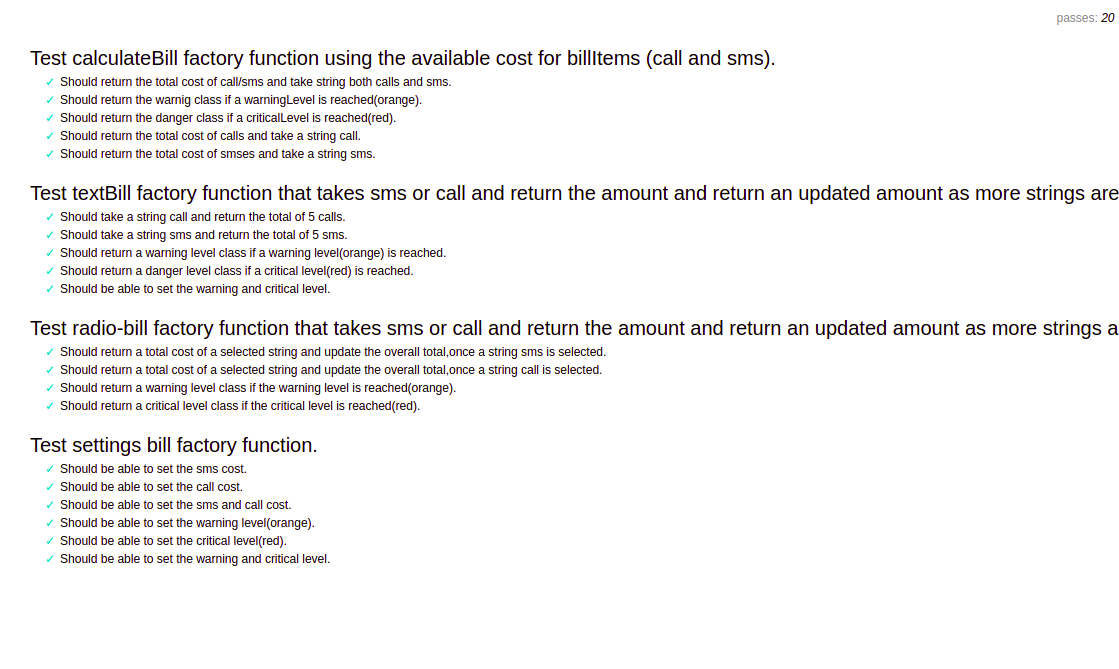 passes: 20
Test calculateBill factory function using the available cost for billItems (call and sms).
✓ Should return the total cost of call/sms and take string both calls and sms.
✓ Should return the warnig class if a warningLevel is reached(orange).
✓ Should return the danger class if a criticalLevel is reached(red).
✓ Should return the total cost of calls and take a string call.
✓ Should return the total cost of smses and take a string sms.
Test textBill factory function that takes sms or call and return the amount and return an updated amount as more strings are
✓ Should take a string call and return the total of 5 calls.
✓ Should take a string sms and return the total of 5 sms.
✓ Should return a warning level class if a warning level(orange) is reached.
✓ Should return a danger level class if a critical level(red) is reached.
✓ Should be able to set the warning and critical level.
Test radio-bill factory function that takes sms or call and return the amount and return an updated amount as more strings a
✓ Should return a total cost of a selected string and update the overall total,once a string sms is selected.
✓ Should return a total cost of a selected string and update the overall total,once a string call is selected.
✓ Should return a warning level class if the warning level is reached(orange).
✓ Should return a critical level class if the critical level is reached(red).
Test settings bill factory function.
✓ Should be able to set the sms cost.
✓ Should be able to set the call cost.
✓ Should be able to set the sms and call cost.
✓ Should be able to set the warning level(orange).
✓ Should be able to set the critical level(red).
✓ Should be able to set the warning and critical level.